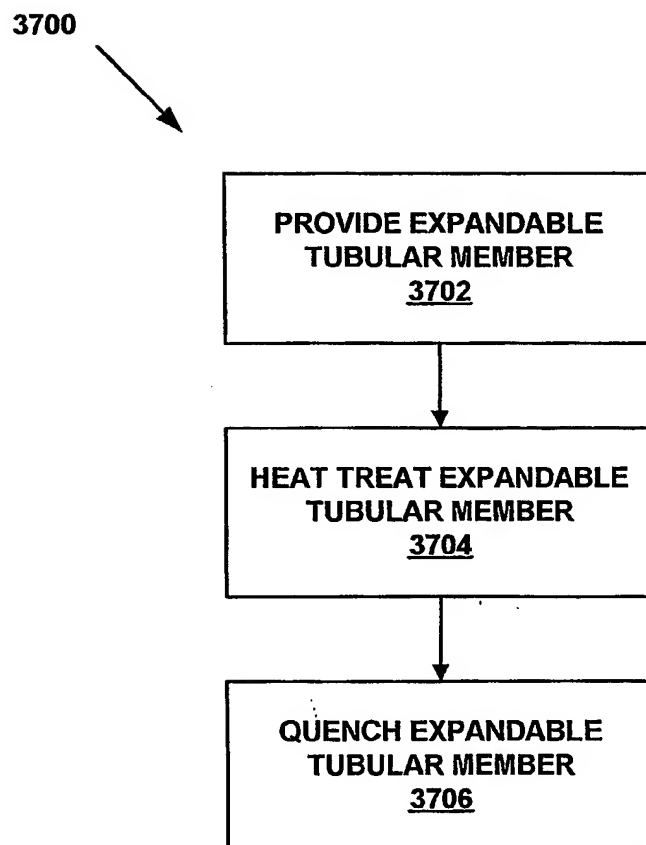 3700
PROVIDE EXPANDABLE
TUBULAR MEMBER
3702
HEAT TREAT EXPANDABLE
TUBULAR MEMBER
3704
QUENCH EXPANDABLE
TUBULAR MEMBER
3706